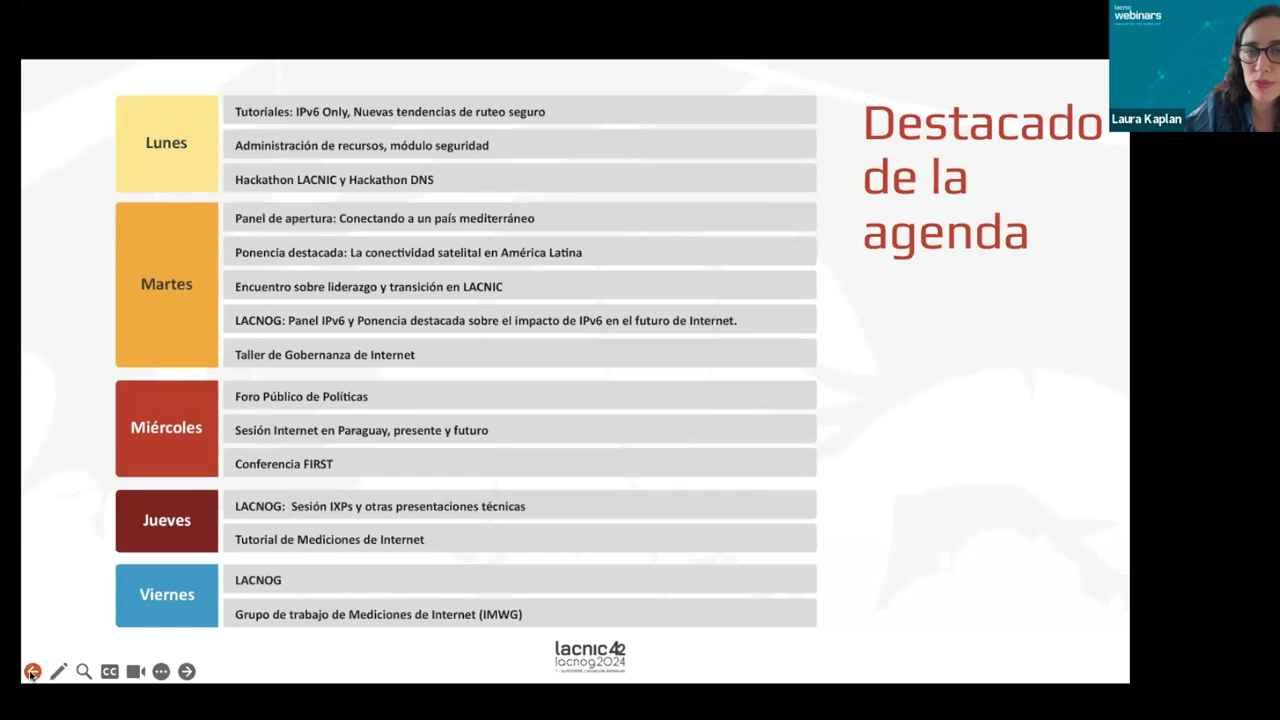 lacnic
webinars
Laura Kaplan
Destacado
de la
agenda
Lunes
Tutoriales: IPv6 Only, Nuevas tendencias de ruteo seguro
Administración de recursos, módulo seguridad
Hackathon LACNIC y Hackathon DNS
Martes
Panel de apertura: Conectando a un país mediterráneo
Ponencia destacada: La conectividad satelital en América Latina
Encuentro sobre liderazgo y transición en LACNIC
LACNOG: Panel IPv6 y Ponencia destacada sobre el impacto de IPv6 en el futuro de Internet.
Taller de Gobernanza de Internet
Miércoles
Foro Público de Políticas
Sesión Internet en Paraguay, presente y futuro
Conferencia FIRST
Jueves
LACNOG: Sesión IXPs y otras presentaciones técnicas
Tutorial de Mediciones de Internet
Viernes
LACNOG
Grupo de trabajo de Mediciones de Internet (IMWG)
lacnic42
lacnog2024
CC